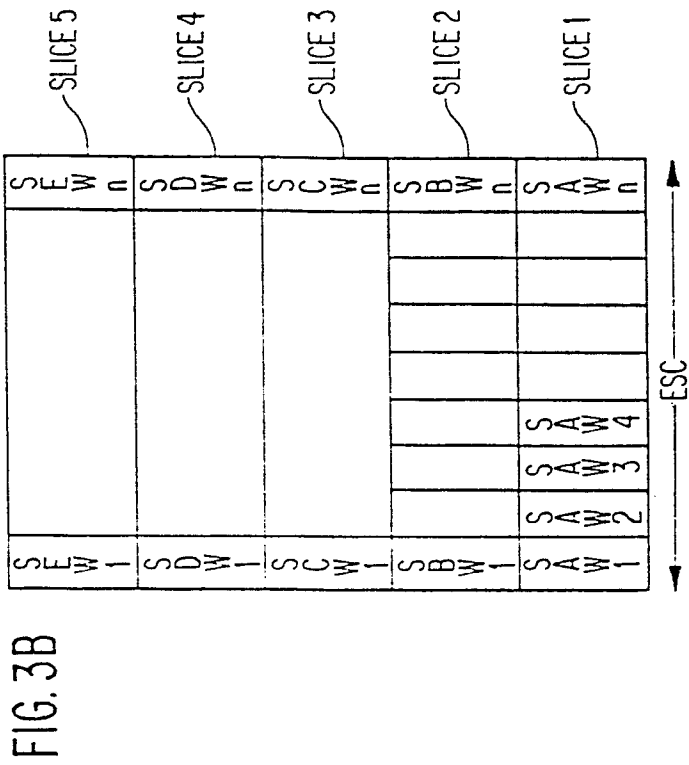 FIG. 3B
SEW1
SEWn
SLICE 5
SDW1
SDWn
SLICE 4
SCW1
SCWn
SLICE 3
SBW1
SBWn
SLICE 2
SAW1
SAW2
SAW3
SAW4
SAWn
SLICE 1
ESC